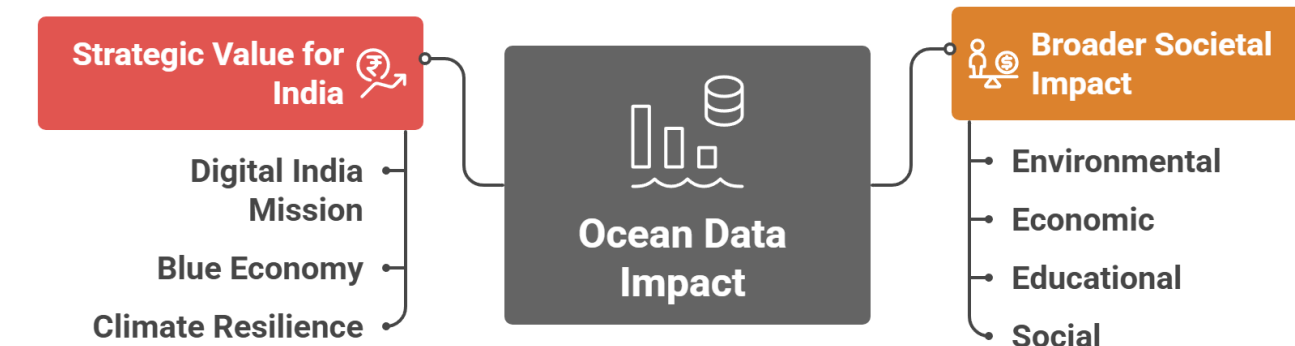 Strategic Value for
India
Digital India
Mission
Blue Economy
Climate Resilience
Ocean Data
Impact
Broader Societal
Impact
Environmental
Economic
Educational
Social